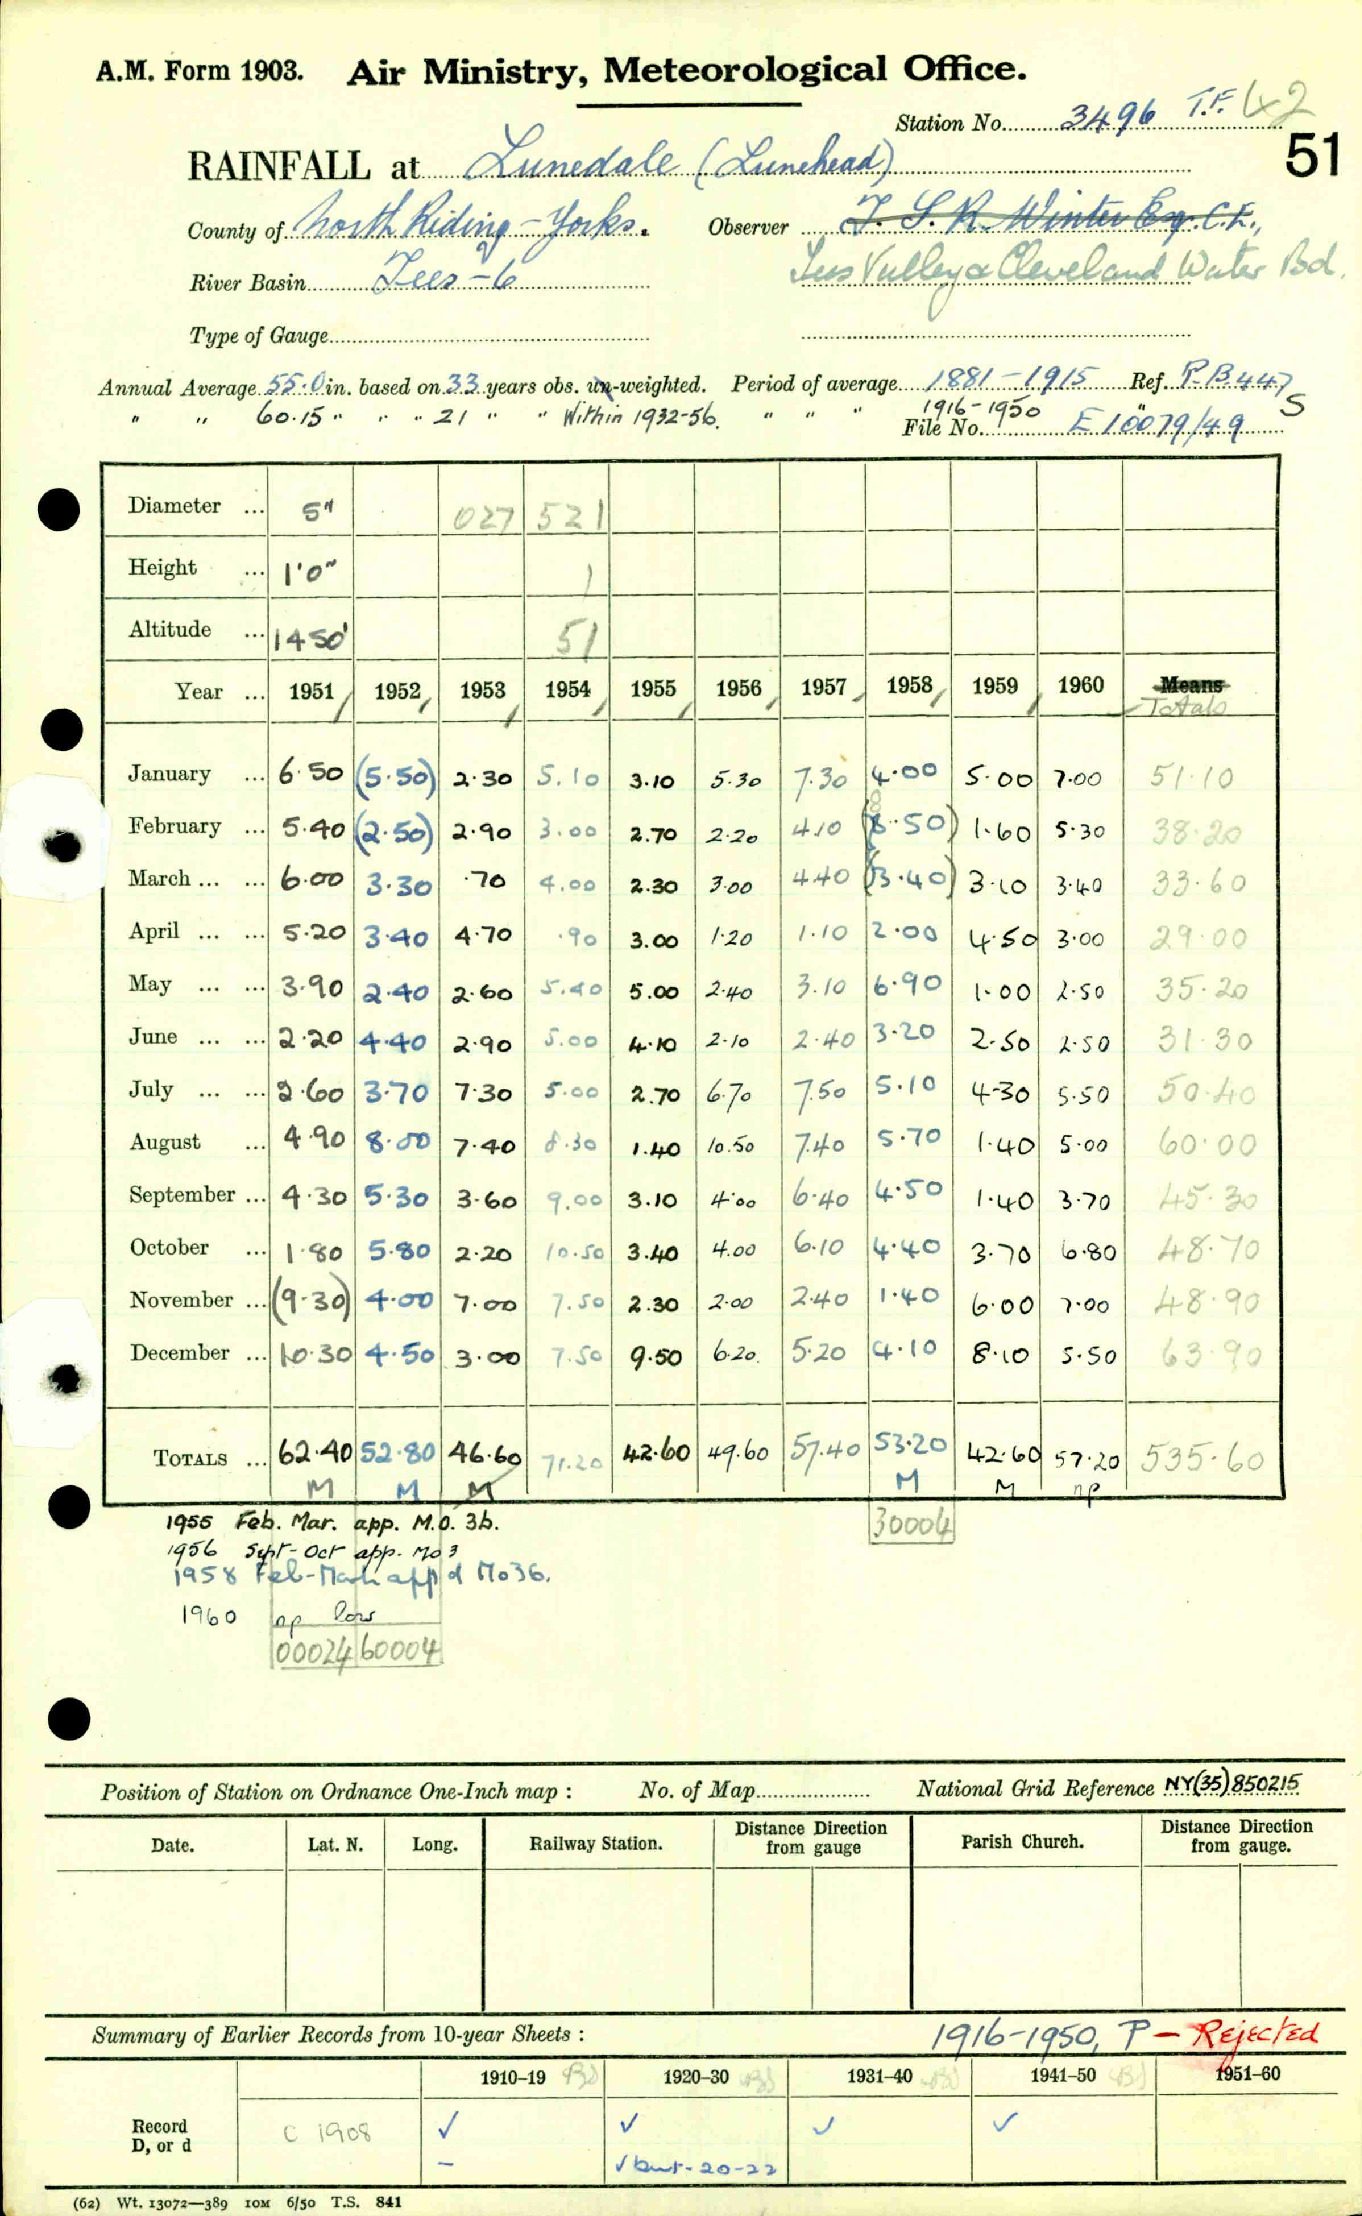 A.M. Form 1903. Air Ministry, Meteorological Office.
Station No. 3496 T.F. 42
51
RAINFALL at Lunedale (Lunehead)
County of North Riding - Yorks. Observer T. S. R. Winter Esq. C.E.,
River Basin Tees - 6 Tees Valley & Cleveland Water Bd.
Type of Gauge
Annual Average 55.0 in. based on 33 years obs. un-weighted. Period of average 1881-1915 Ref. R.B 447 S
" " 60.15 " " " 21 " " Within 1932-56. " " " 1916-1950
File No. E 10079/49
Diameter ... 5" 027 521
Height ... 1'0" 1
Altitude ... 1450' 51
Year ... 1951 1952 1953 1954 1955 1956 1957 1958 1959 1960 Means Totals
January ... 6.50 (5.50) 2.30 5.10 3.10 5.30 7.30 4.00 5.00 7.00 51.10
February ... 5.40 (2.50) 2.90 3.00 2.70 2.20 4.10 (8.50) 1.60 5.30 38.20
March ... ... 6.00 3.30 .70 4.00 2.30 3.00 4.40 (3.40) 3.10 3.40 33.60
April ... ... 5.20 3.40 4.70 .90 3.00 1.20 1.10 2.00 4.50 3.00 29.00
May ... ... 3.90 2.40 2.60 5.40 5.00 2.40 3.10 6.90 1.00 2.50 35.20
June ... ... 2.20 4.40 2.90 5.00 4.10 2.10 2.40 3.20 2.50 2.50 31.30
July ... ... 2.60 3.70 7.30 5.00 2.70 6.70 7.50 5.10 4.30 5.50 50.40
August ... 4.90 8.00 7.40 8.30 1.40 10.50 7.40 5.70 1.40 5.00 60.00
September ... 4.30 5.30 3.60 9.00 3.10 4.00 6.40 4.50 1.40 3.70 45.30
October ... 1.80 5.80 2.20 10.50 3.40 4.00 6.10 4.40 3.70 6.80 48.70
November ... (9.30) 4.00 7.00 7.50 2.30 2.00 2.40 1.40 6.00 7.00 48.90
December ... 10.30 4.50 3.00 7.50 9.50 6.20 5.20 4.10 8.10 5.50 63.90
TOTALS ... 62.40 52.80 46.60 71.20 42.60 49.60 57.40 53.20 42.60 57.20 535.60
M M M M M np
1955 Feb. Mar. app. M.O. 3b. 30004
1956 Sept-Oct app. Mo 3
1958 Feb-March app'd Mo3b.
1960 np low
00024 60004
Position of Station on Ordnance One-Inch map : No. of Map National Grid Reference NY(35)850215
Date. Lat. N. Long. Railway Station. Distance Direction from gauge Parish Church. Distance Direction from gauge.
Summary of Earlier Records from 10-year Sheets : 1916-1950, P - Rejected
1910–19 1920–30 1931–40 1941–50 1951–60
Record D, or d C 1908 ✓ ✓ ✓ ✓
– ✓ but - 20-22
(62) Wt. 13072—389 10M 6/50 T.S. 841